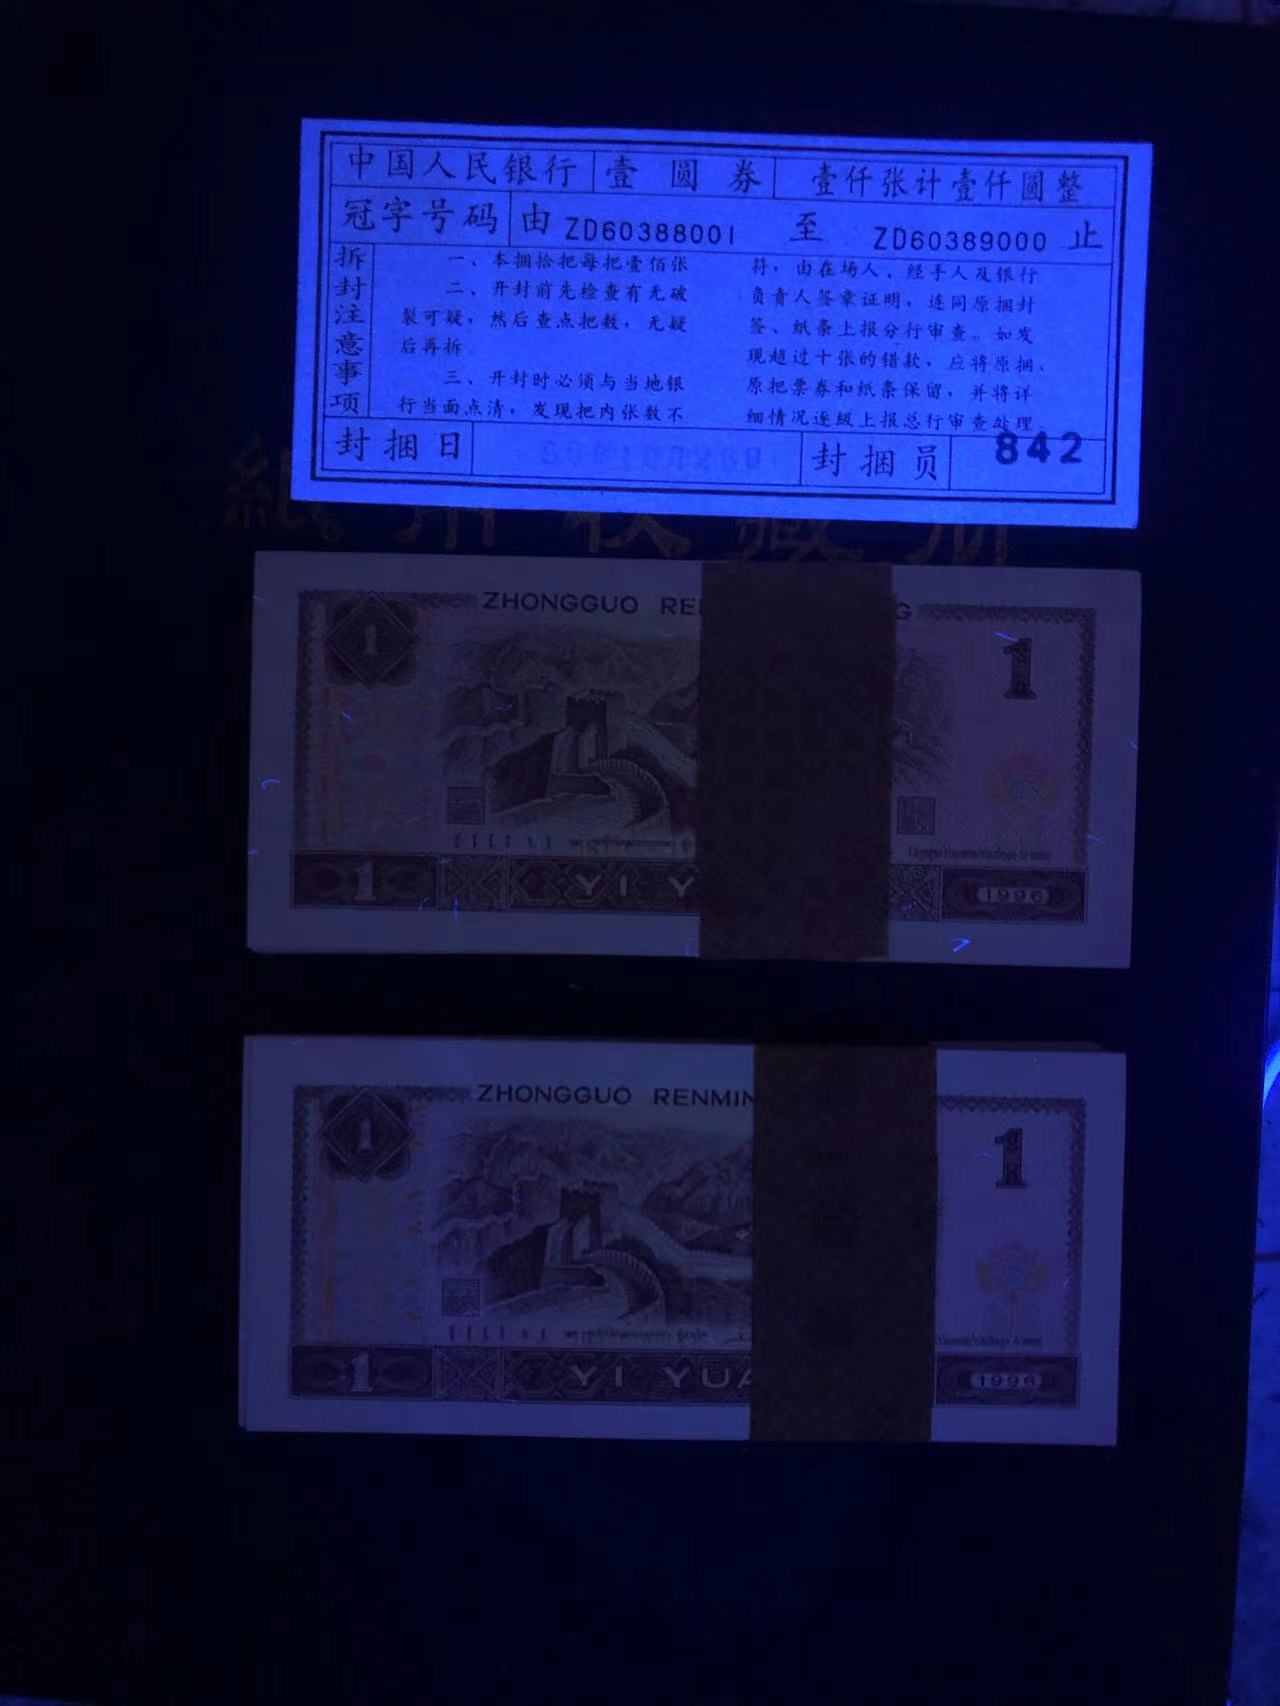 中国人民银行 壹圆券 壹仟张计壹仟圆整
冠字号码 由 ZD60388001 至 ZD60389000 止
拆封注意事项
一、本捆拾把每把壹佰张
二、开封前先检查有无破
裂可疑，然后查点把数，无疑
后再拆
三、开封时必须与当地银
行当面点清，发现把内张数不
符，由在场人、经手人及银行
负责人签章证明，连同原捆封
签、纸条上报分行审查。如发
现超过十张的错款，应将原捆、
原把票券和纸条保留，并将详
细情况逐级上报总行审查处理。
封捆日 封捆员 842
ZHONGGUO RE G
1 1
1 YI Y 1996
ZHONGGUO RENMIN
1 1
1 YI YUA 1996